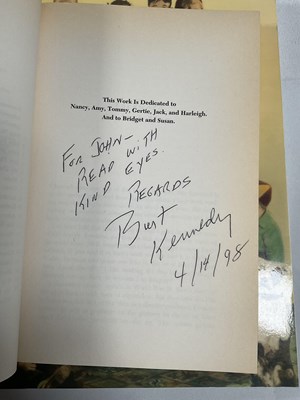 This Work Is Dedicated to
Nancy, Amy, Tommy, Gertie, Jack, and Harleigh.
And to Bridget and Susan.
FOR JOHN–
READ WITH
KIND EYES.
REGARDS
Burt
Kennedy
4/14/98